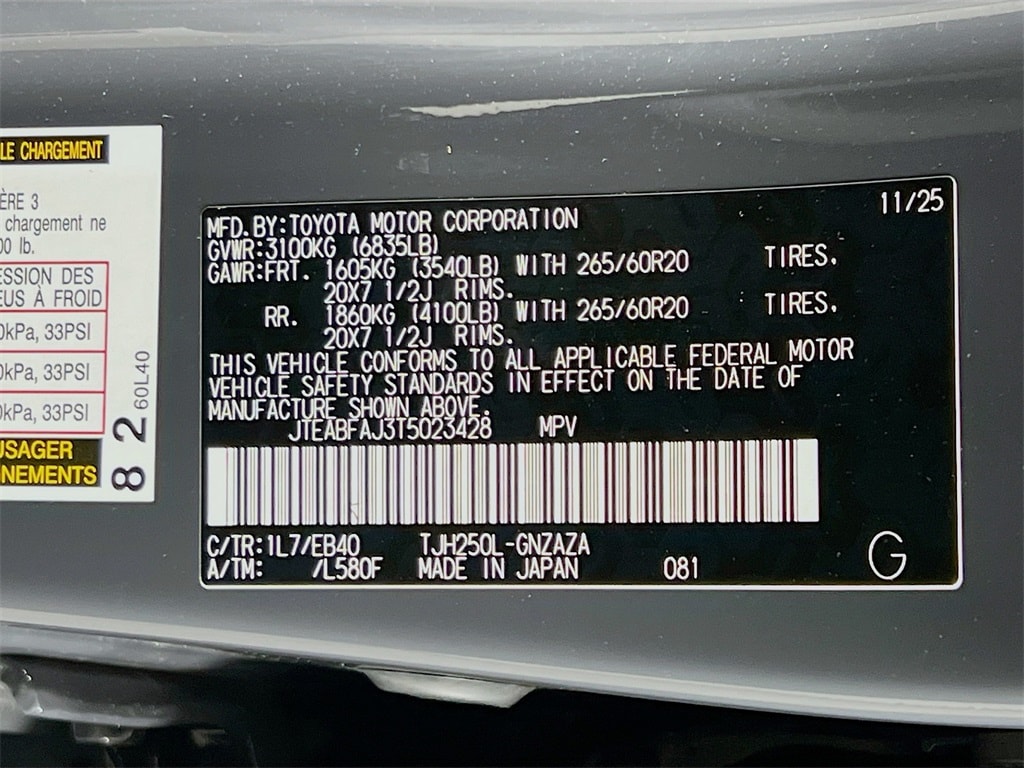 LE CHARGEMENT
ÈRE 3
chargement ne
00 lb.
ESSION DES
EUS À FROID
0kPa, 33PSI
0kPa, 33PSI
0kPa, 33PSI
USAGER
NEMENTS
82 60L40
11/25
MFD.BY:TOYOTA MOTOR CORPORATION
GVWR:3100KG (6835LB)
GAWR:FRT. 1605KG (3540LB) WITH 265/60R20 TIRES.
20X7 1/2J RIMS.
RR. 1860KG (4100LB) WITH 265/60R20 TIRES.
20X7 1/2J RIMS.
THIS VEHICLE CONFORMS TO ALL APPLICABLE FEDERAL MOTOR
VEHICLE SAFETY STANDARDS IN EFFECT ON THE DATE OF
MANUFACTURE SHOWN ABOVE.
JTEABFAJ3T5023428 MPV
C/TR:1L7/EB40 TJH250L-GNZAZA
A/TM: /L580F MADE IN JAPAN 081 G